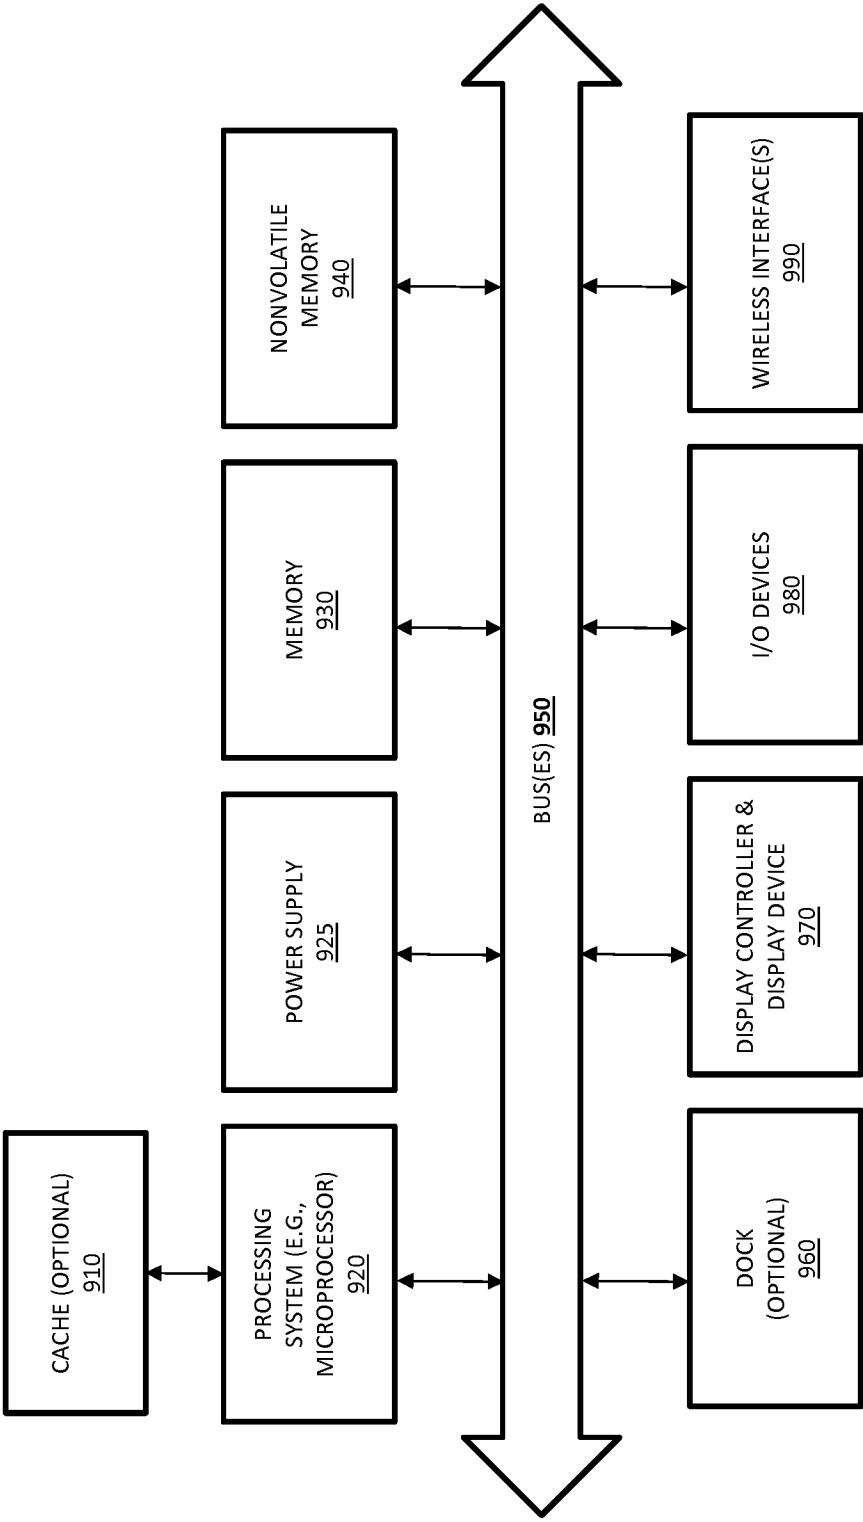 CACHE (OPTIONAL)
910
PROCESSING
SYSTEM (E.G.,
MICROPROCESSOR)
920
POWER SUPPLY
925
MEMORY
930
NONVOLATILE
MEMORY
940
BUS(ES) 950
DOCK
(OPTIONAL)
960
DISPLAY CONTROLLER &
DISPLAY DEVICE
970
I/O DEVICES
980
WIRELESS INTERFACE(S)
990